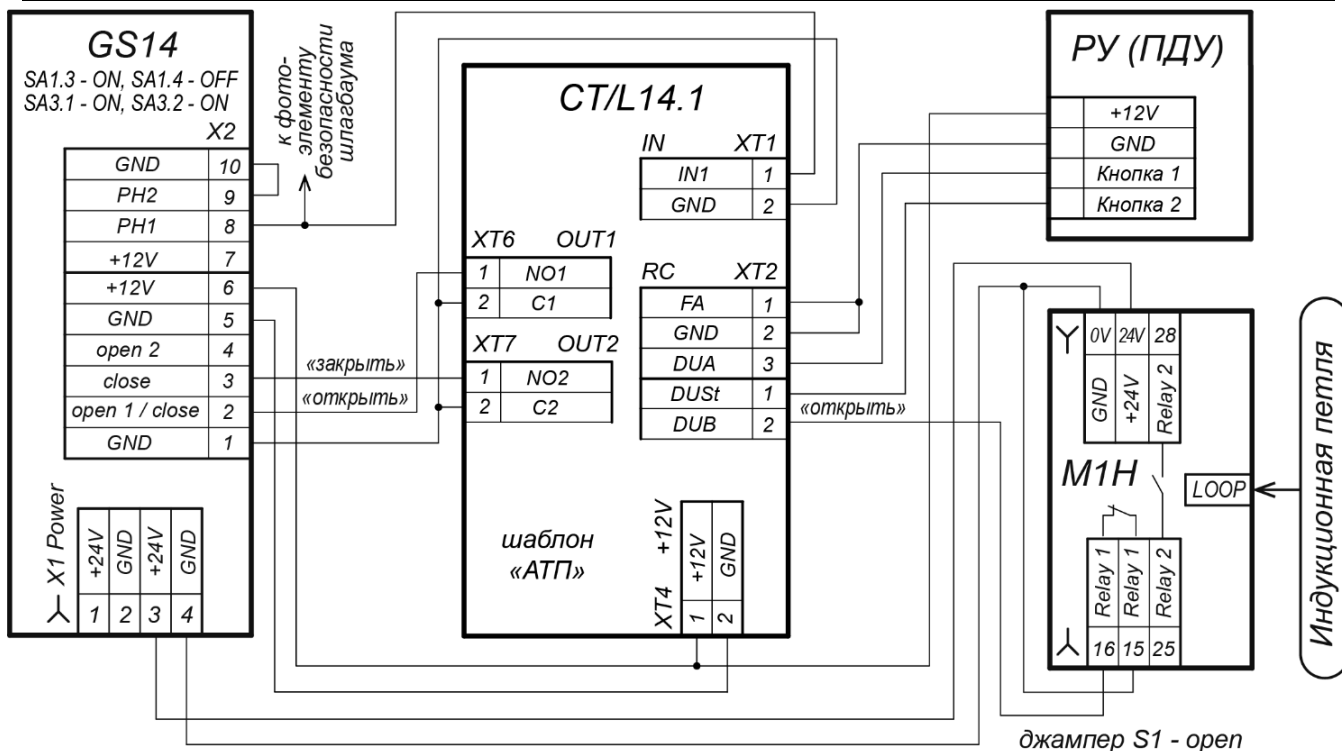 GS14
SA1.3 - ON, SA1.4 - OFF
SA3.1 - ON, SA3.2 - ON
X2
GND 10
PH2 9
PH1 8
+12V 7
+12V 6
GND 5
open 2 4
close 3
open 1 / close 2
GND 1
X1 Power
+24V GND +24V GND
1 2 3 4
к фото-
элементу
безопасности
шлагбаума
«закрыть»
«открыть»
CT/L14.1
IN XT1
IN1 1
GND 2
XT6 OUT1
1 NO1
2 C1
XT7 OUT2
1 NO2
2 C2
RC XT2
FA 1
GND 2
DUA 3
DUSt 1
DUB 2
шаблон
«АТП»
XT4 +12V
+12V GND
1 2
«открыть»
РУ (ПДУ)
+12V
GND
Кнопка 1
Кнопка 2
0V 24V 28
GND +24V Relay 2
M1H
LOOP
Relay 1 Relay 1 Relay 2
16 15 25
Индукционная петля
джампер S1 - open